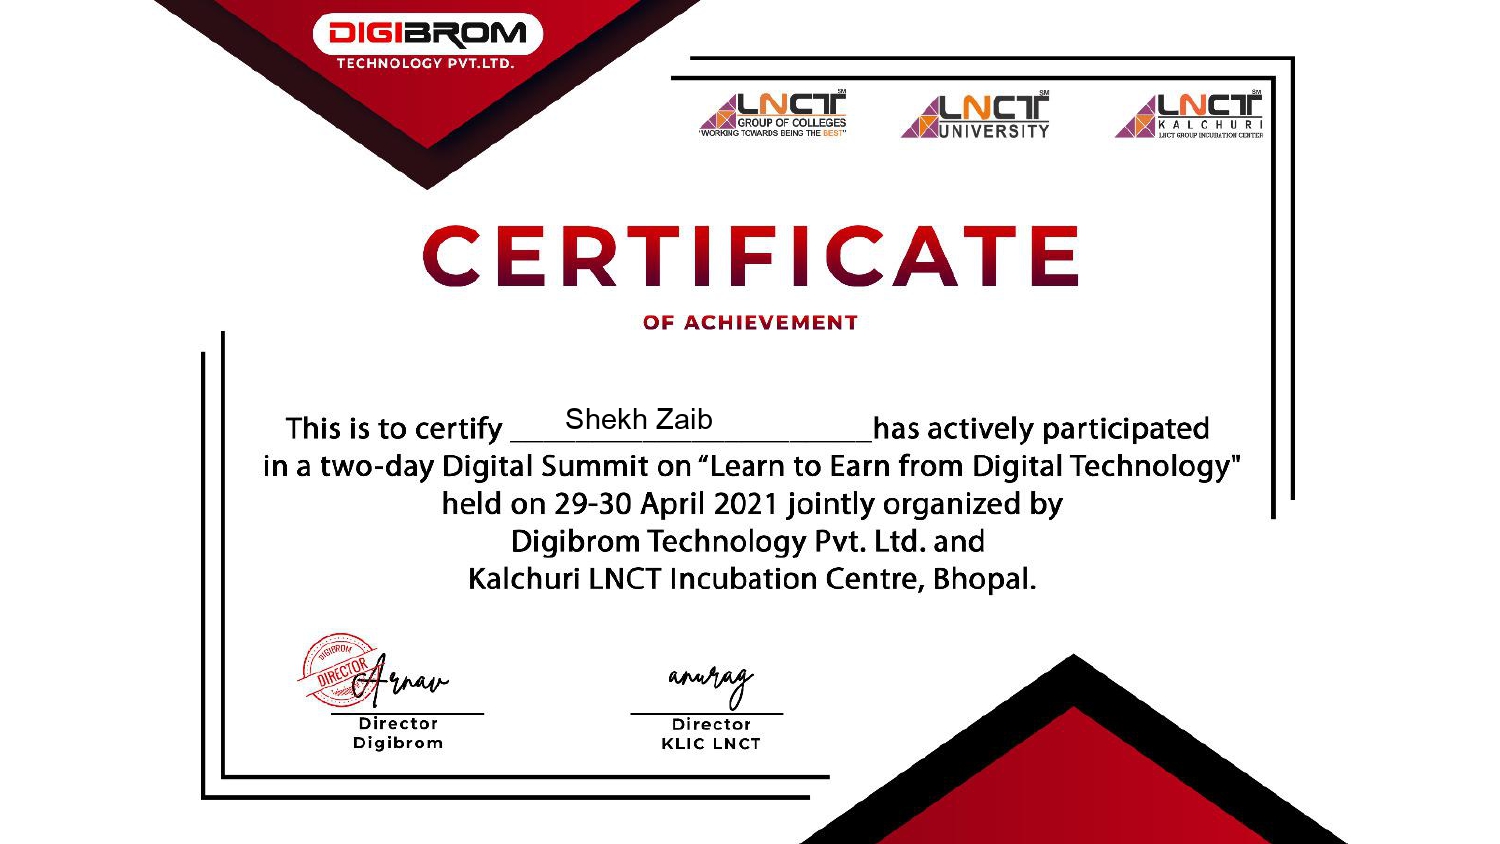 DIGIBROM
TECHNOLOGY PVT.LTD.
LNCT SM
GROUP OF COLLEGES
"WORKING TOWARDS BEING THE BEST"
LNCT SM
UNIVERSITY
LNCT SM
KALCHURI
LNCT GROUP INCUBATION CENTER
CERTIFICATE
OF ACHIEVEMENT
This is to certify Shekh Zaib has actively participated
in a two-day Digital Summit on “Learn to Earn from Digital Technology"
held on 29-30 April 2021 jointly organized by
Digibrom Technology Pvt. Ltd. and
Kalchuri LNCT Incubation Centre, Bhopal.
DIGIBROM
DIRECTOR
Arnav
Director
Digibrom
anurag
Director
KLIC LNCT